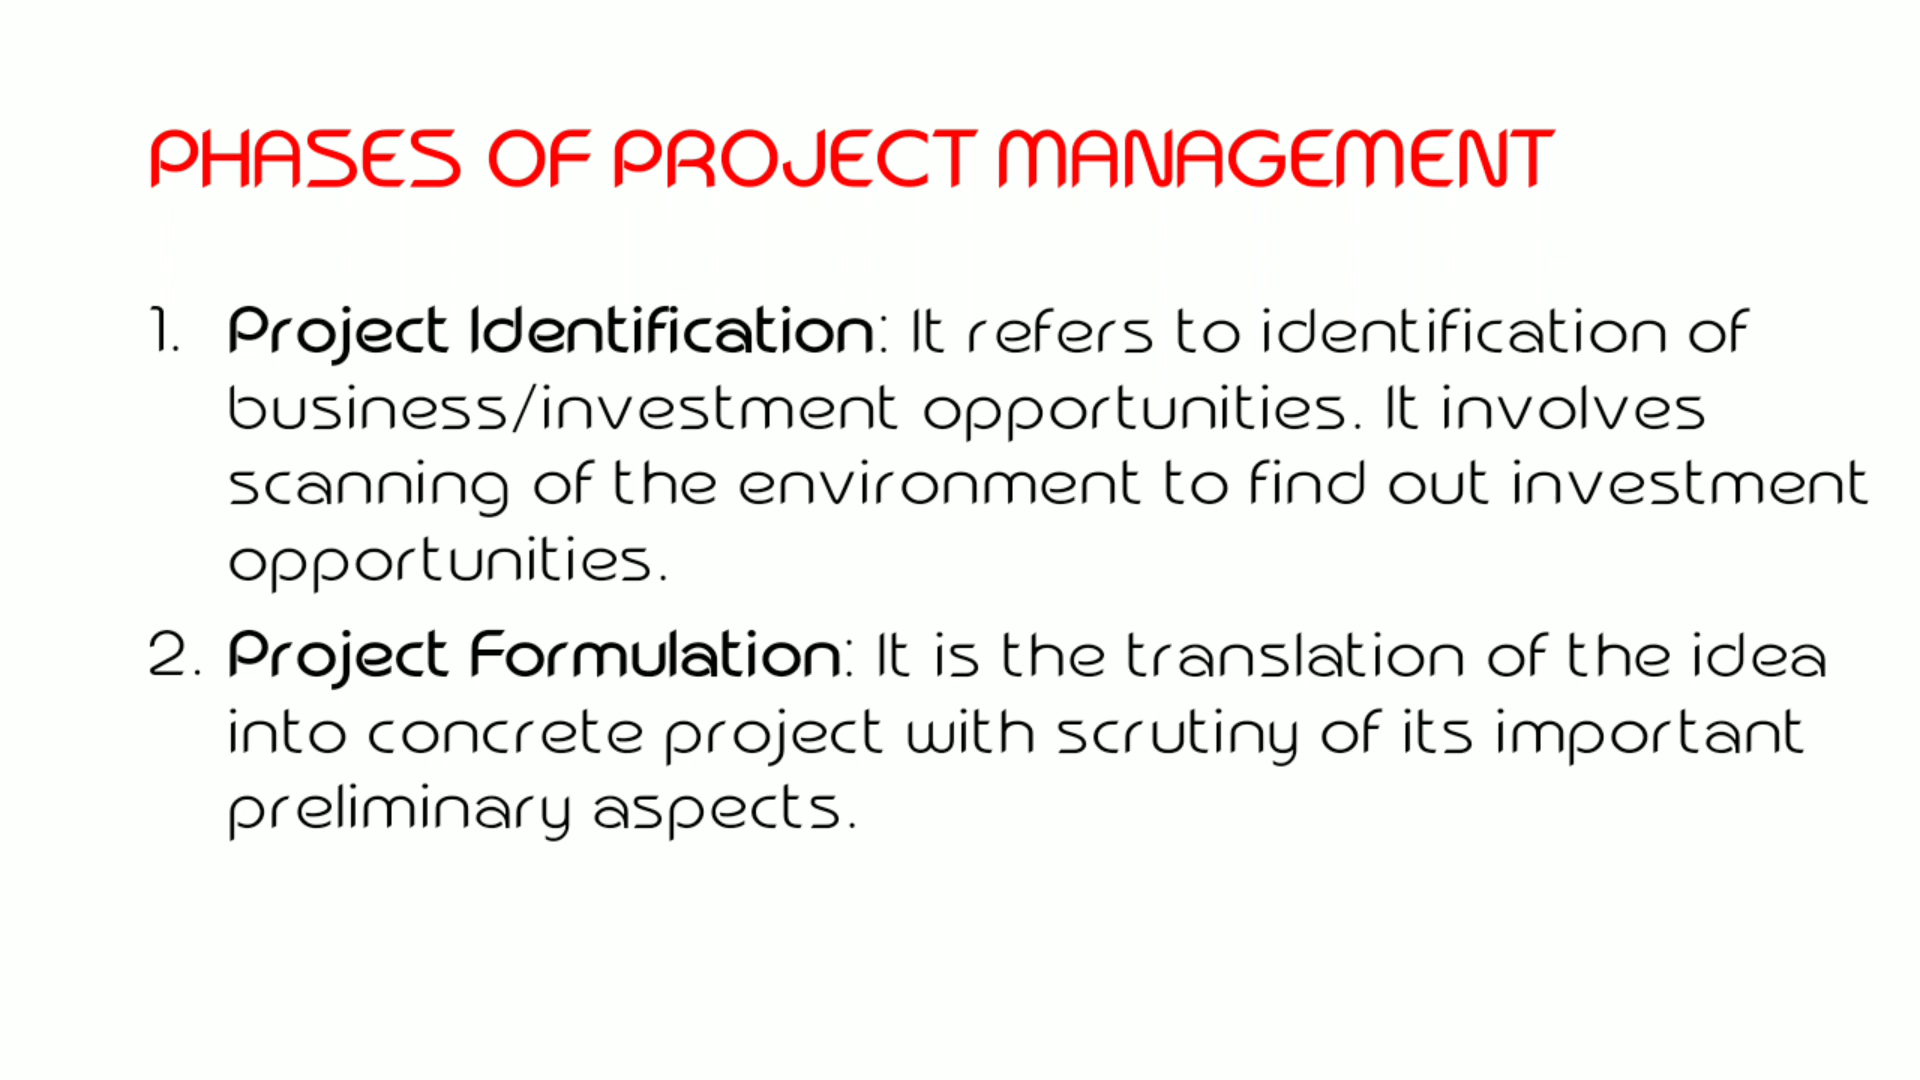 PHASES OF PROJECT MANAGEMENT
1. Project Identification: It refers to identification of
business/investment opportunities. It involves
scanning of the environment to find out investment
opportunities.
2. Project Formulation: It is the translation of the idea
into concrete project with scrutiny of its important
preliminary aspects.